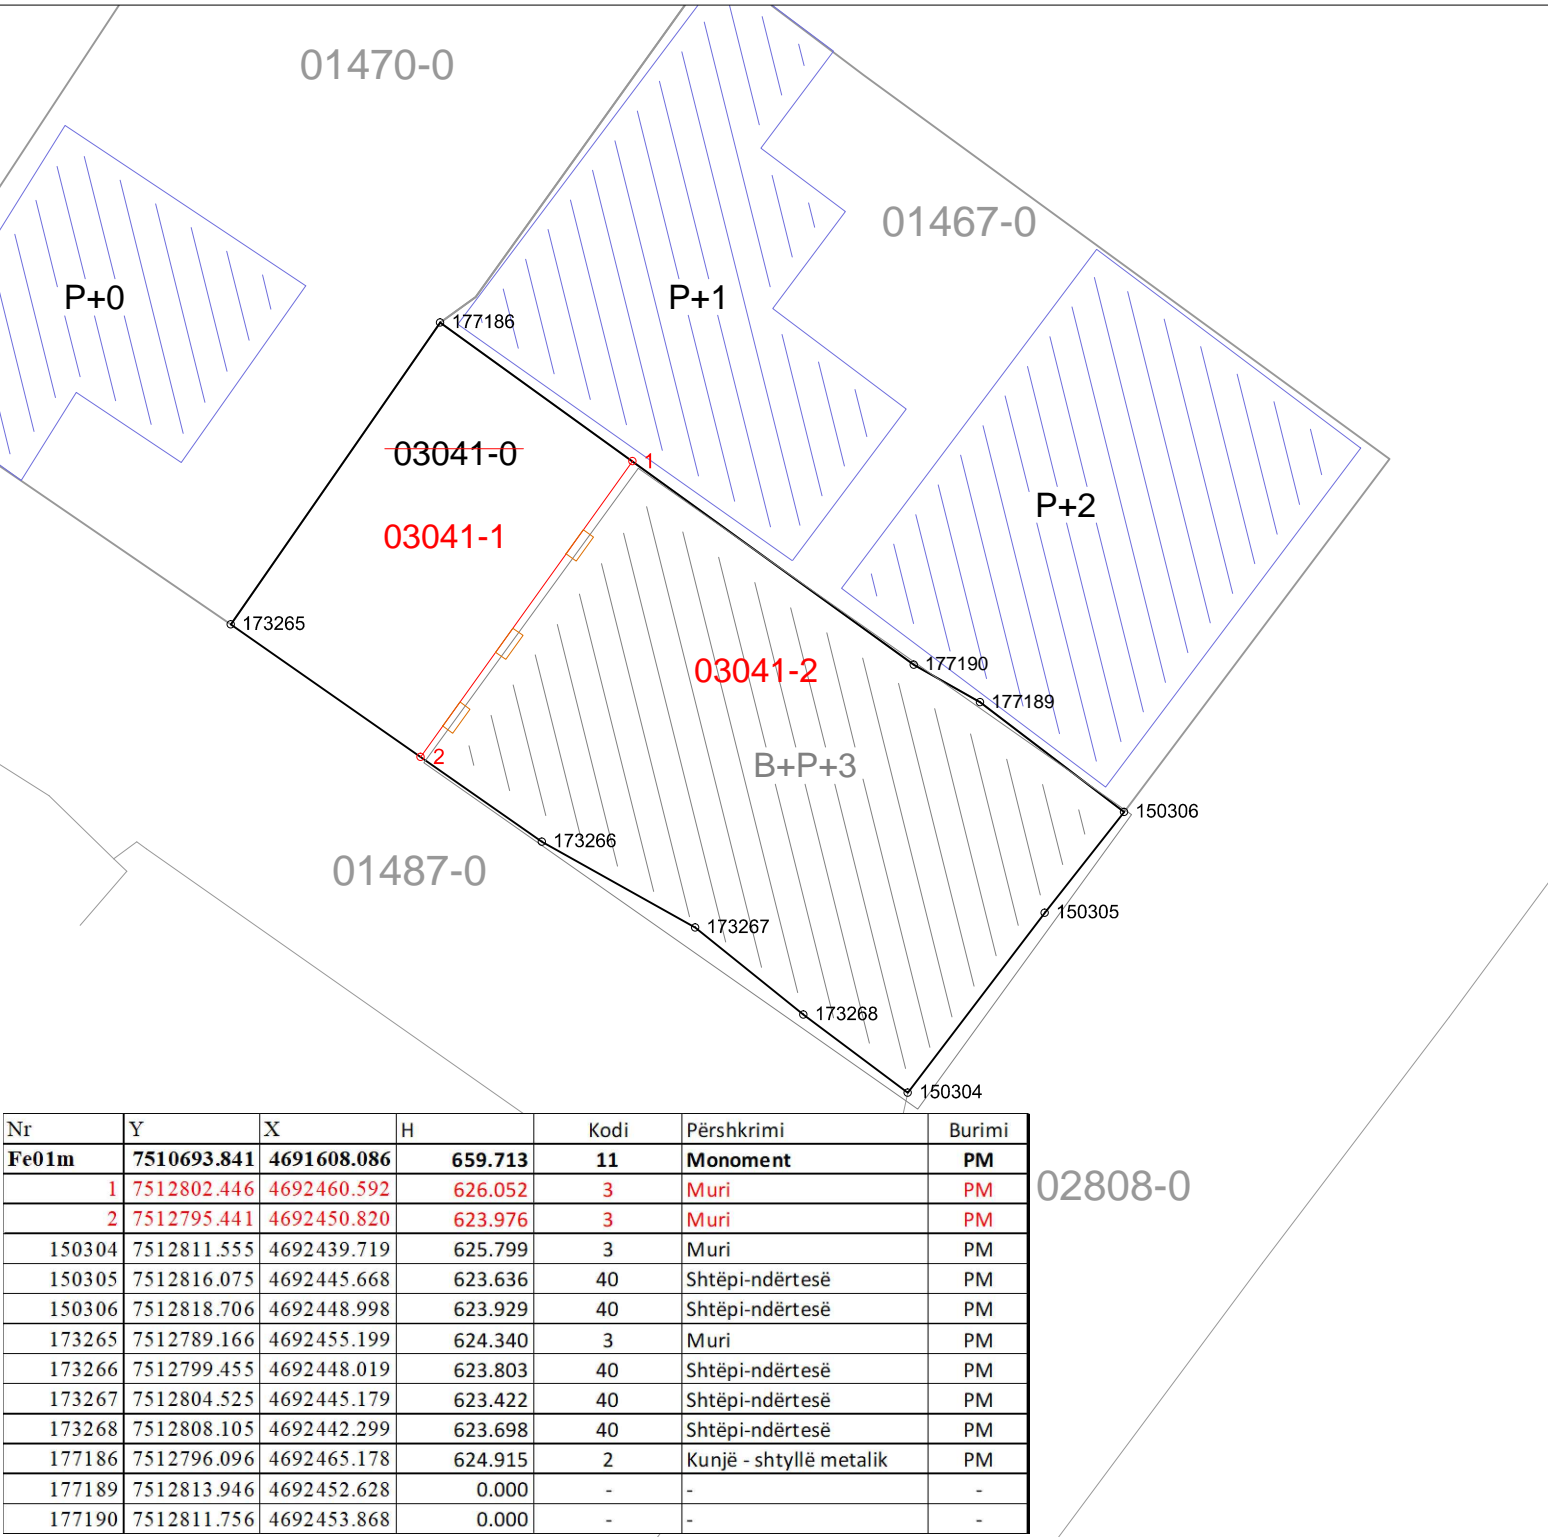 01470-0
01467-0
P+0
P+1
177186
03041-0
1
03041-1
P+2
173265
03041-2
177190
177189
2
B+P+3
150306
173266
01487-0
150305
173267
173268
150304
Nr Y X H Kodi Përshkrimi Burimi
Fe01m 7510693.841 4691608.086 659.713 11 Monoment PM
1 7512802.446 4692460.592 626.052 3 Muri PM
2 7512795.441 4692450.820 623.976 3 Muri PM
150304 7512811.555 4692439.719 625.799 3 Muri PM
150305 7512816.075 4692445.668 623.636 40 Shtëpi-ndërtesë PM
150306 7512818.706 4692448.998 623.929 40 Shtëpi-ndërtesë PM
173265 7512789.166 4692455.199 624.340 3 Muri PM
173266 7512799.455 4692448.019 623.803 40 Shtëpi-ndërtesë PM
173267 7512804.525 4692445.179 623.422 40 Shtëpi-ndërtesë PM
173268 7512808.105 4692442.299 623.698 40 Shtëpi-ndërtesë PM
177186 7512796.096 4692465.178 624.915 2 Kunjë - shtyllë metalik PM
177189 7512813.946 4692452.628 0.000 - - -
177190 7512811.756 4692453.868 0.000 - - -
02808-0